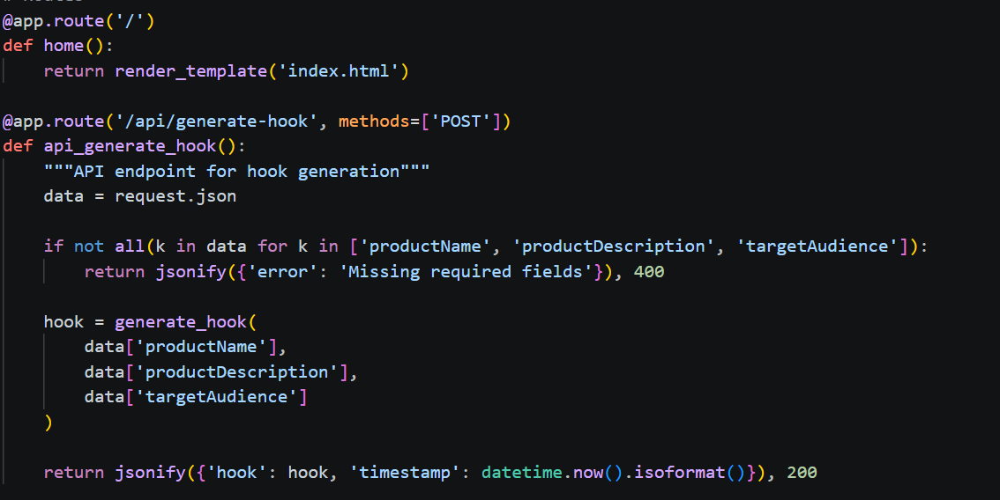 @app.route('/')
def home():
    return render_template('index.html')

@app.route('/api/generate-hook', methods=['POST'])
def api_generate_hook():
    """API endpoint for hook generation"""
    data = request.json

    if not all(k in data for k in ['productName', 'productDescription', 'targetAudience']):
        return jsonify({'error': 'Missing required fields'}), 400

    hook = generate_hook(
        data['productName'],
        data['productDescription'],
        data['targetAudience']
    )

    return jsonify({'hook': hook, 'timestamp': datetime.now().isoformat()}), 200